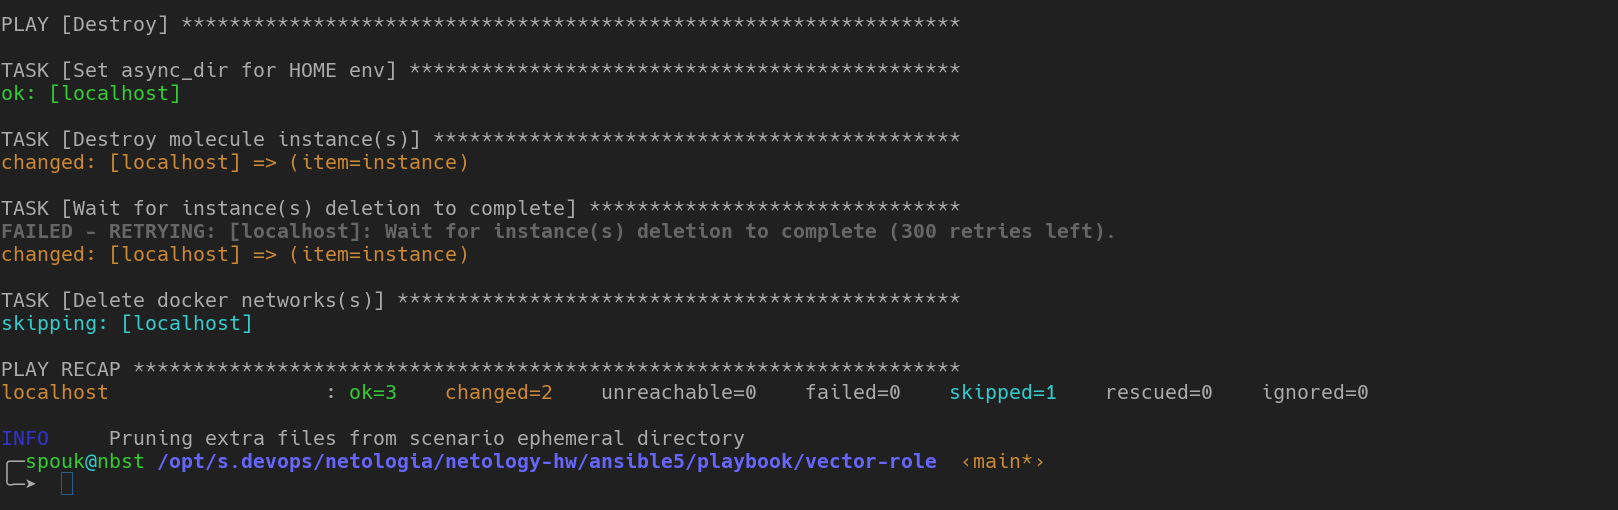 PLAY [Destroy] *****************************************************************

TASK [Set async_dir for HOME env] **********************************************
ok: [localhost]

TASK [Destroy molecule instance(s)] ********************************************
changed: [localhost] => (item=instance)

TASK [Wait for instance(s) deletion to complete] *******************************
FAILED - RETRYING: [localhost]: Wait for instance(s) deletion to complete (300 retries left).
changed: [localhost] => (item=instance)

TASK [Delete docker networks(s)] ***********************************************
skipping: [localhost]

PLAY RECAP *********************************************************************
localhost                  : ok=3    changed=2    unreachable=0    failed=0    skipped=1    rescued=0    ignored=0

INFO     Pruning extra files from scenario ephemeral directory
╭─spouk@nbst /opt/s.devops/netologia/netology-hw/ansible5/playbook/vector-role  ‹main*›
╰─➤